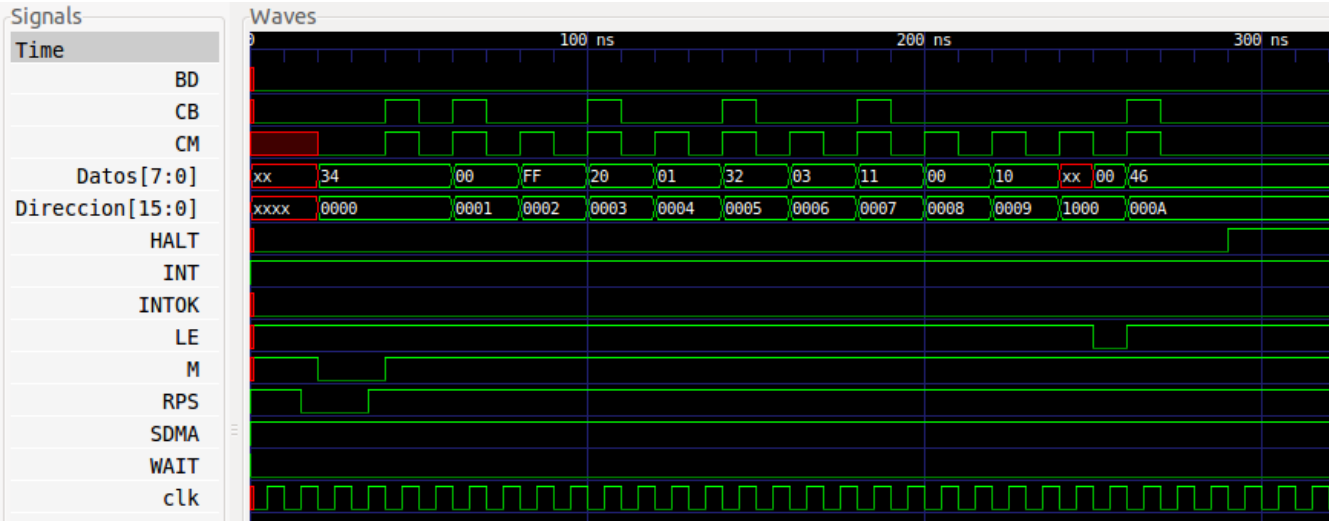 Signals
Waves
Time
0 100 ns 200 ns 300 ns
BD
CB
CM
Datos[7:0] xx 34 00 FF 20 01 32 03 11 00 10 xx 00 46
Direccion[15:0] xxxx 0000 0001 0002 0003 0004 0005 0006 0007 0008 0009 1000 000A
HALT
INT
INTOK
LE
M
RPS
SDMA
WAIT
clk